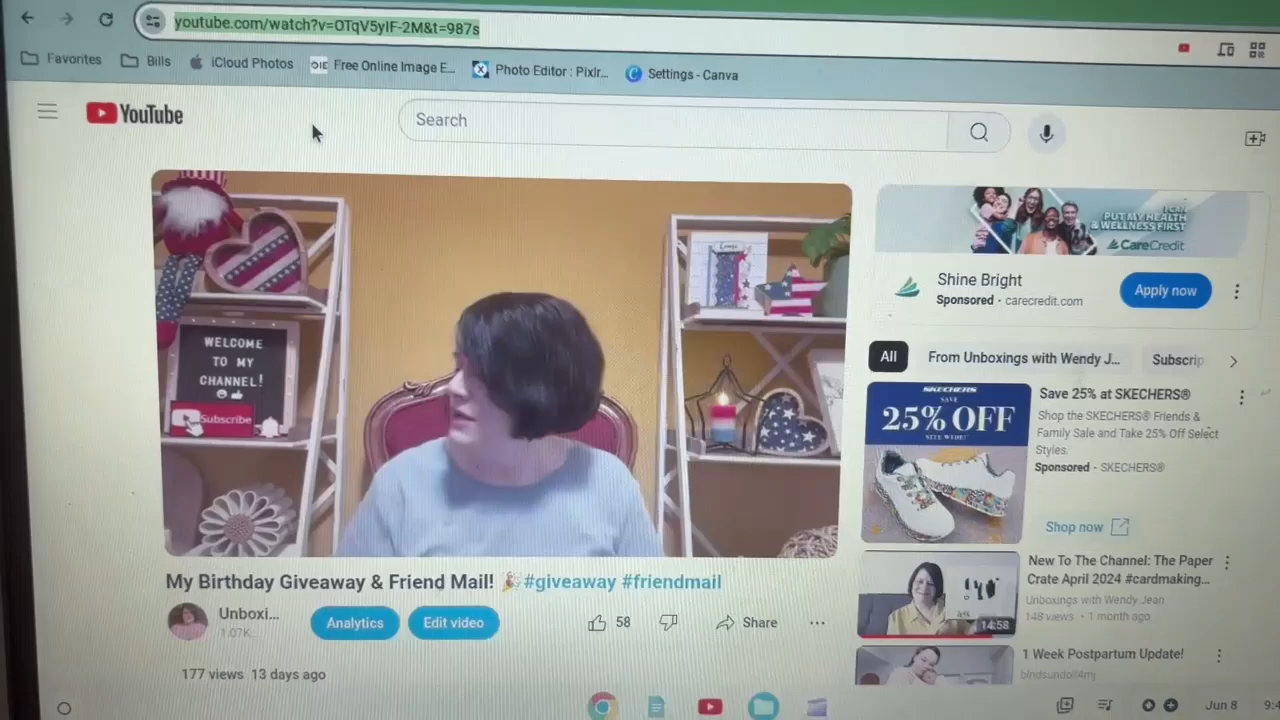 youtube.com/watch?v=OTqV5yIF-2M&t=987s
Favorites
Bills
iCloud Photos
OIE
Free Online Image E...
Photo Editor : Pixlr...
Settings - Canva
YouTube
Search
WELCOME
TO MY
CHANNEL!
Subscribe
PUT MY HEALTH
& WELLNESS FIRST
CareCredit
Shine Bright
Sponsored · carecredit.com
Apply now
All
From Unboxings with Wendy J...
Subscrip
SKECHERS
SAVE
25% OFF
SITE WIDE*
Save 25% at SKECHERS®
Shop the SKECHERS® Friends &
Family Sale and Take 25% Off Select
Styles.
Sponsored · SKECHERS®
Shop now
My Birthday Giveaway & Friend Mail! 🎉#giveaway #friendmail
Unboxi...
1.07K
Analytics
Edit video
58
Share
177 views 13 days ago
14:58
New To The Channel: The Paper
Crate April 2024 #cardmaking...
Unboxings with Wendy Jean
148 views · 1 month ago
1 Week Postpartum Update!
Jun 8